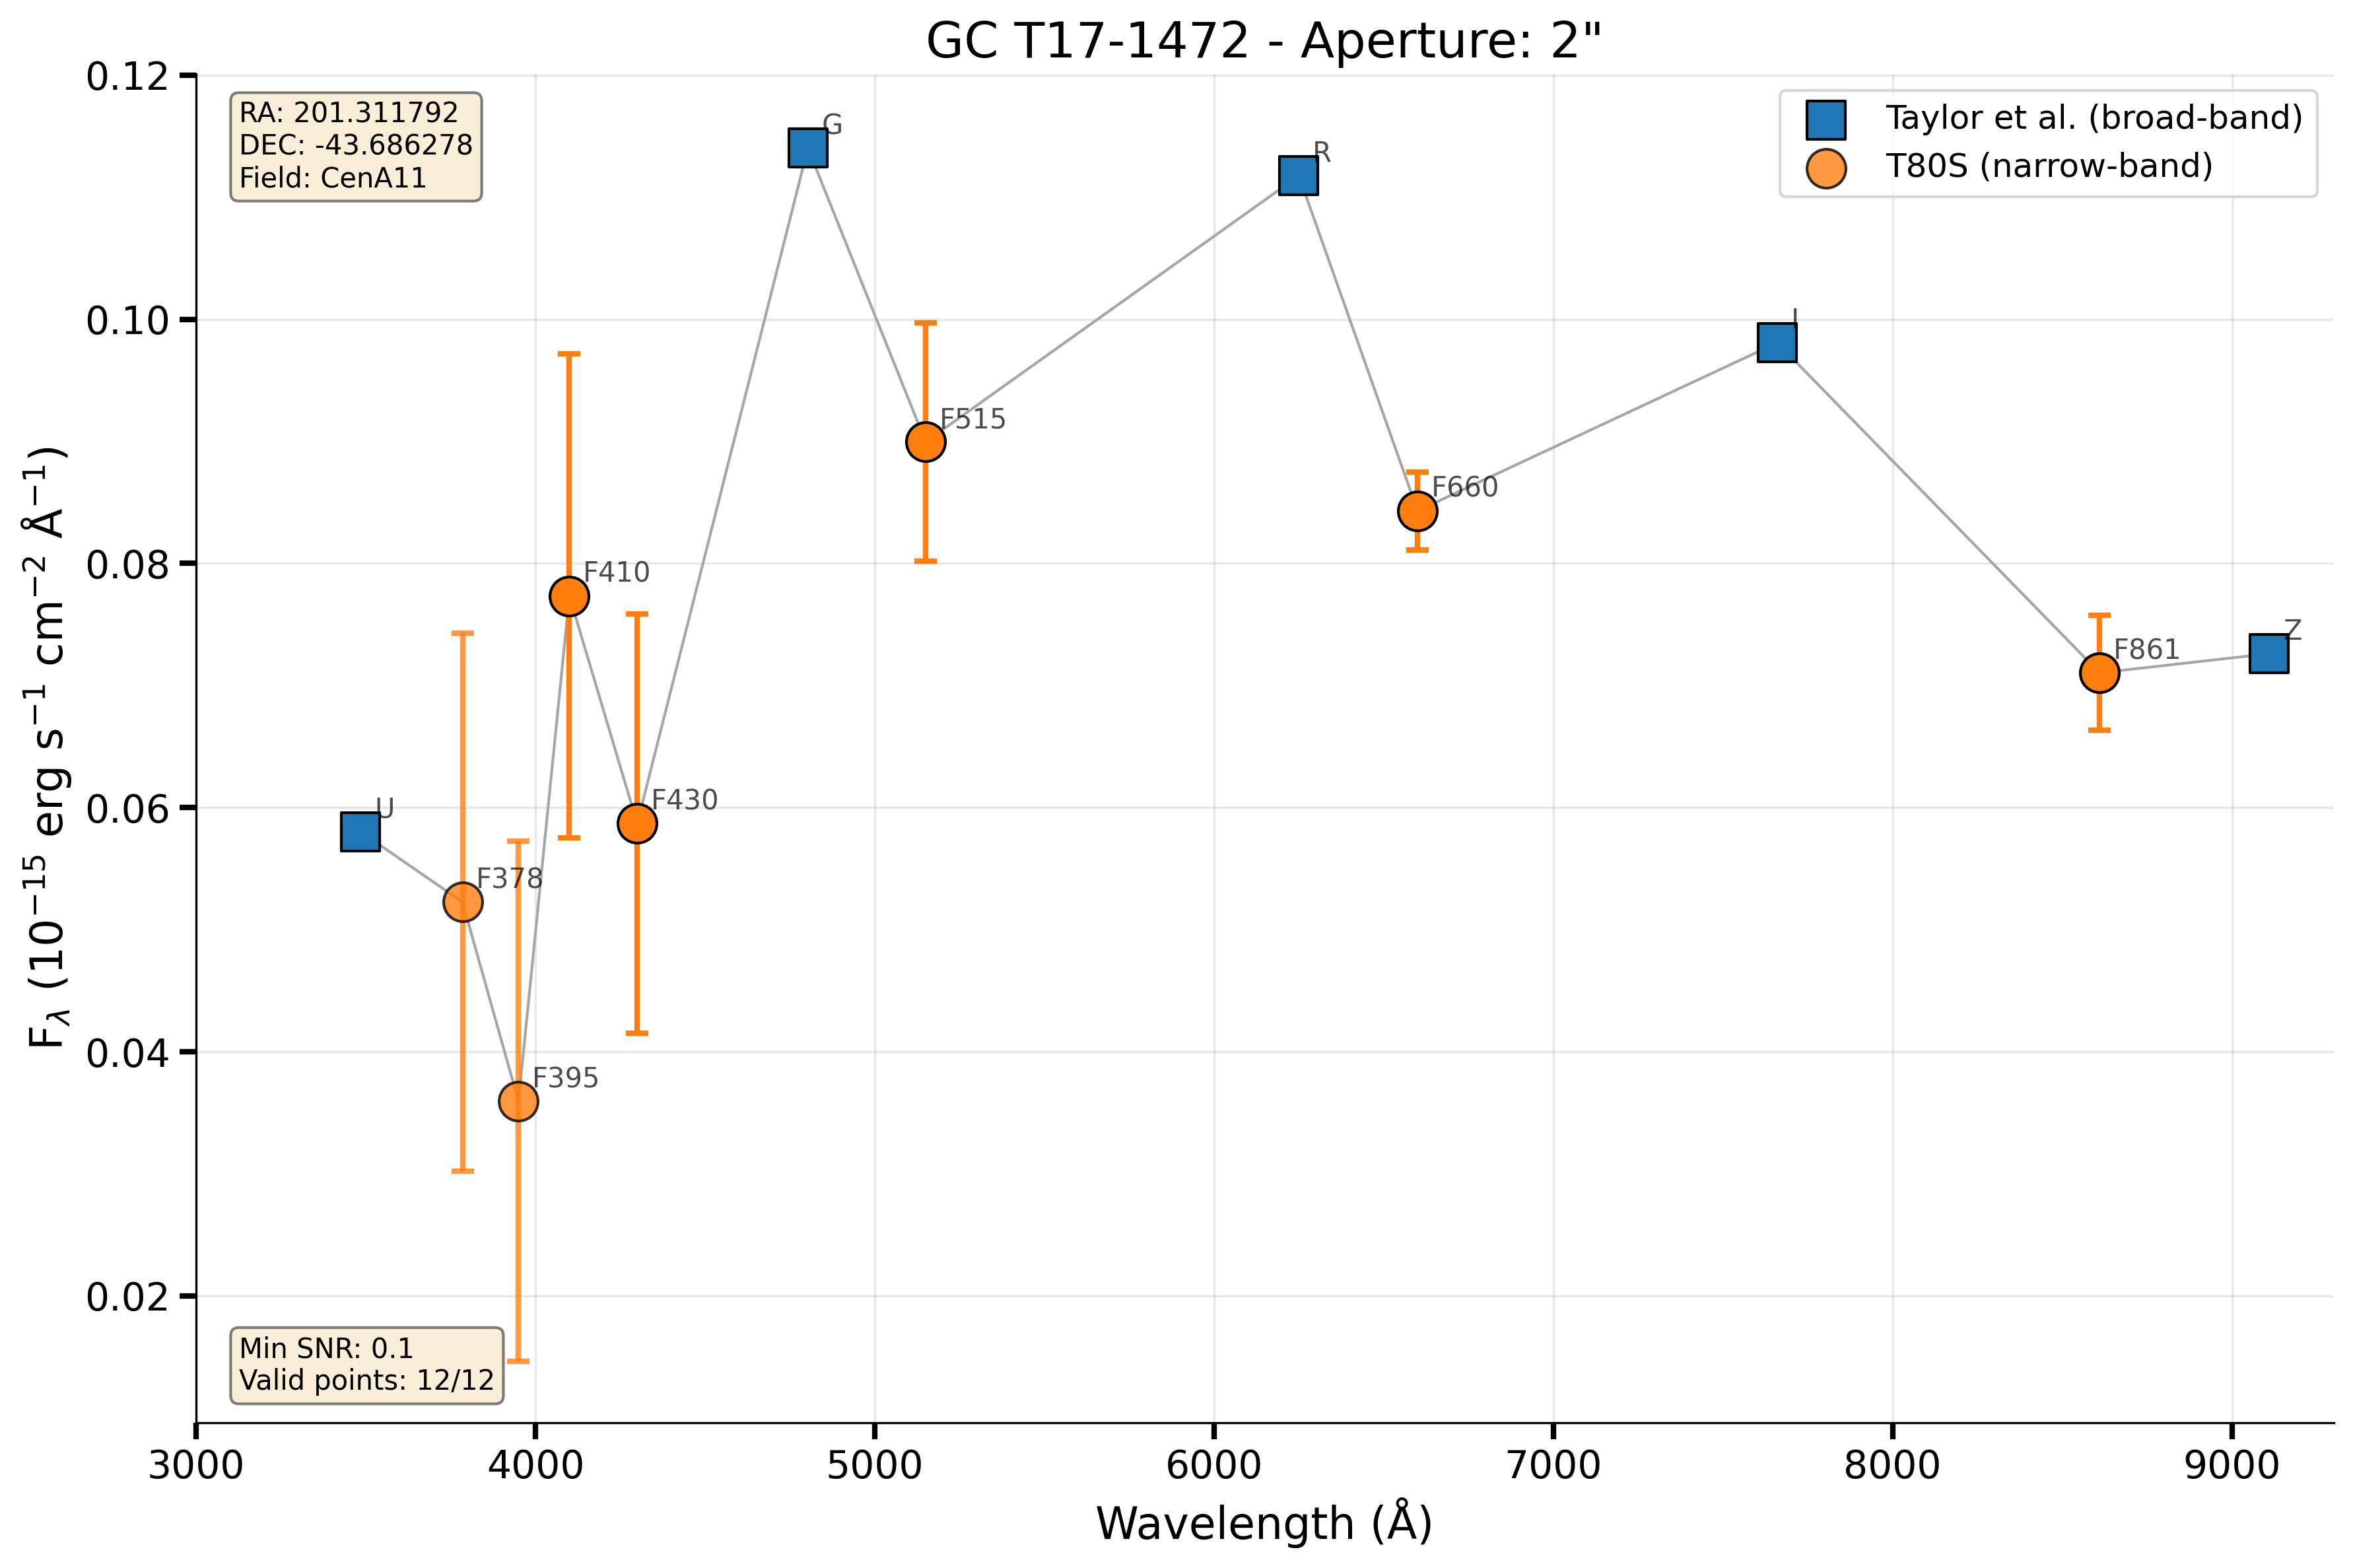 GC T17-1472 - Aperture: 2"
RA: 201.311792
DEC: -43.686278
Field: CenA11
Taylor et al. (broad-band)
T80S (narrow-band)
F_λ (10⁻¹⁵ erg s⁻¹ cm⁻² Å⁻¹)
0.12
0.10
0.08
0.06
0.04
0.02
G
R
I
F515
F660
F410
F861
Z
F430
U
F378
F395
Min SNR: 0.1
Valid points: 12/12
3000 4000 5000 6000 7000 8000 9000
Wavelength (Å)